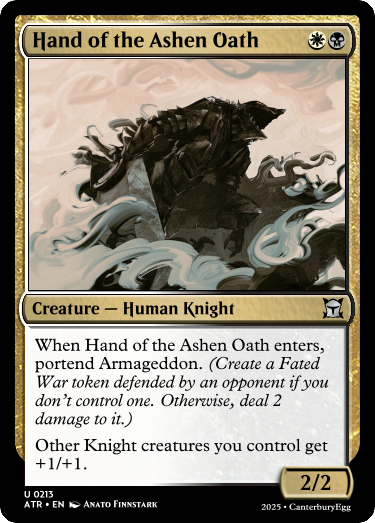 Hand of the Ashen Oath
Creature — Human Knight
When Hand of the Ashen Oath enters,
portend Armageddon. (Create a Fated
War token defended by an opponent if you
don't control one. Otherwise, deal 2
damage to it.)
Other Knight creatures you control get
+1/+1.
2/2
U 0213
ATR • EN Anato Finnstark
2025 • CanterburyEgg